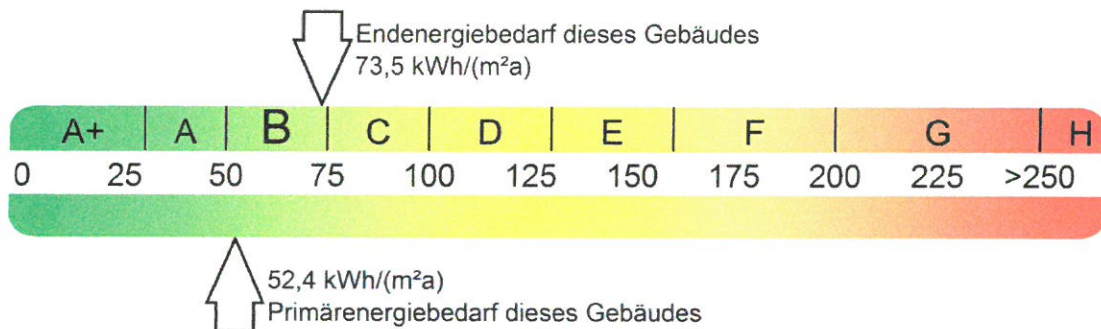 Endenergiebedarf dieses Gebäudes
73,5 kWh/(m²a)
A+ A B C D E F G H
0 25 50 75 100 125 150 175 200 225 >250
52,4 kWh/(m²a)
Primärenergiebedarf dieses Gebäudes